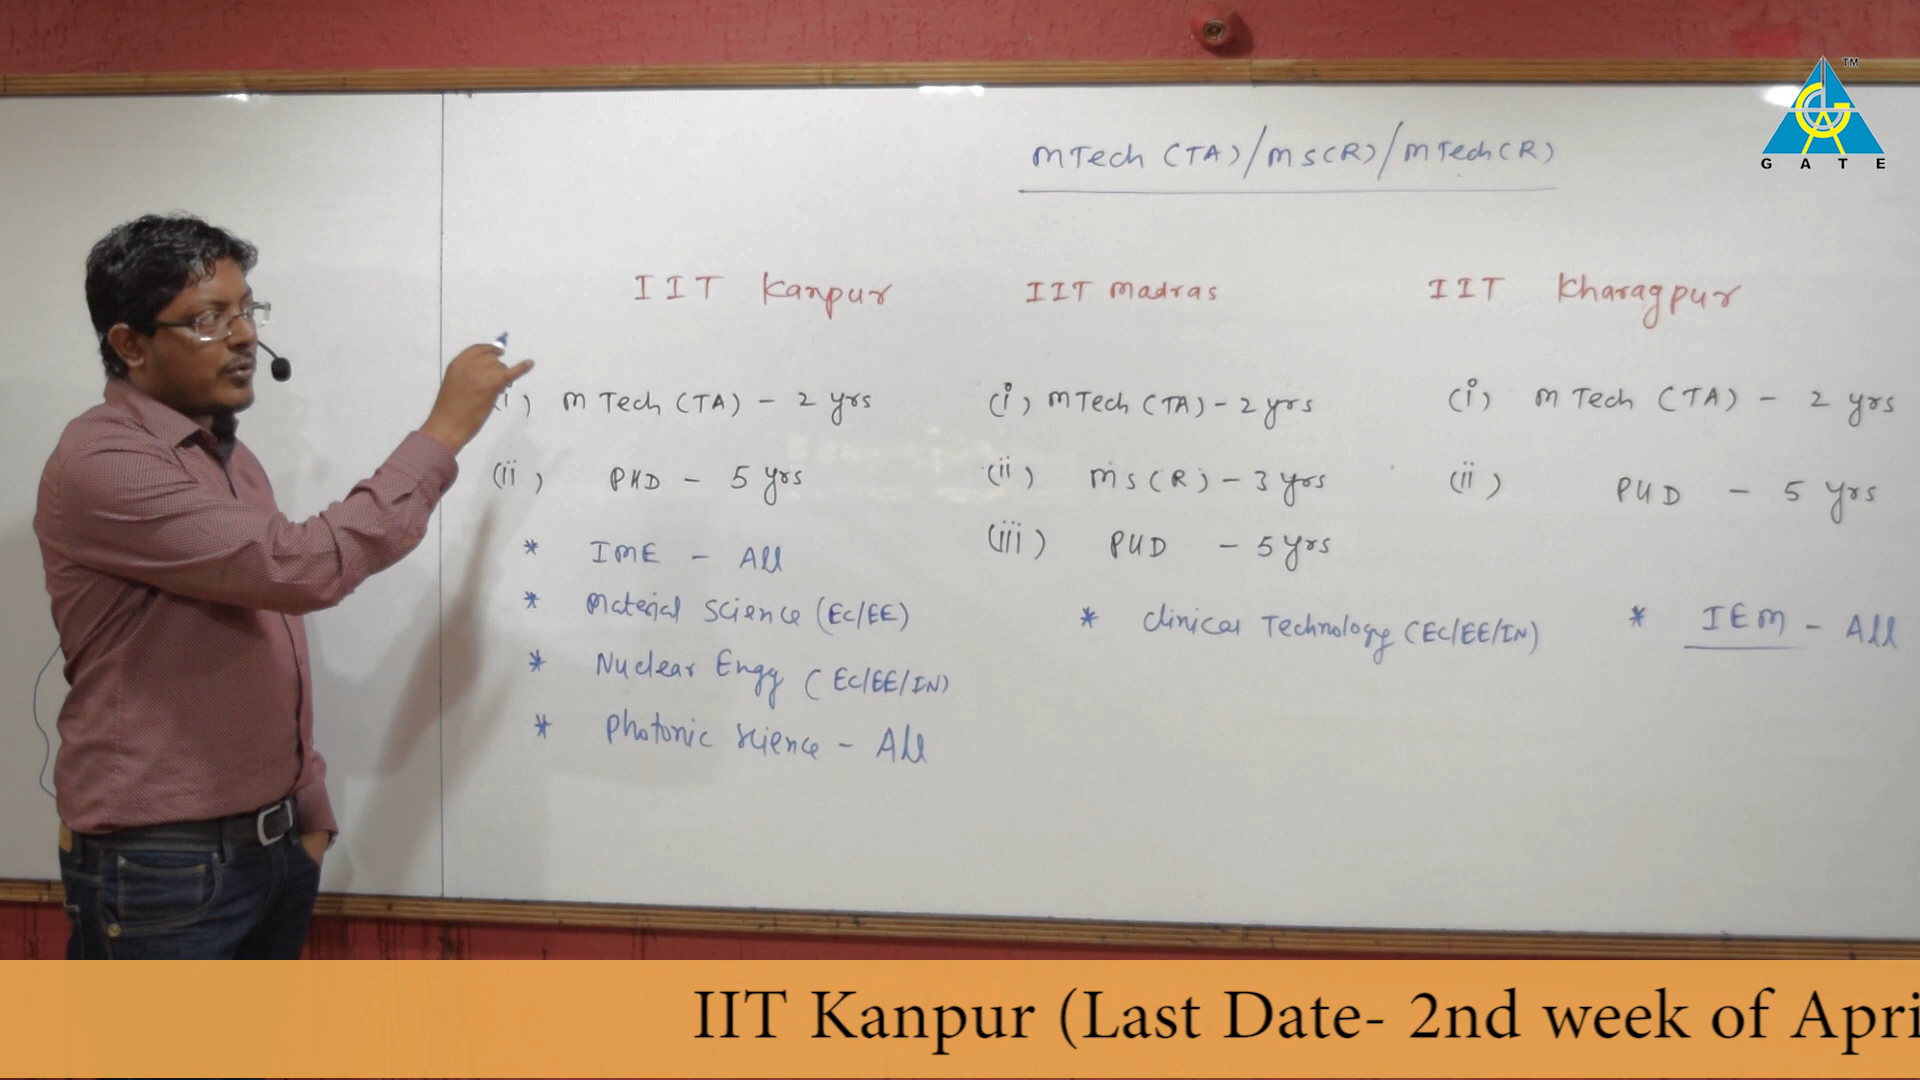 TM
GATE
MTech (TA)/MS(R)/MTech(R)
IIT Kanpur
(i) MTech (TA) - 2 yrs
(ii) PHD - 5 yrs
* IME - All
* Material Science (EC/EE)
* Nuclear Engg (EC/EE/IN)
* Photonic Science - All
IIT Madras
(i) MTech (TA) - 2 yrs
(ii) MS(R) - 3 yrs
(iii) PHD - 5 yrs
* Clinical Technology (EC/EE/IN)
IIT Kharagpur
(i) MTech (TA) - 2 yrs
(ii) PHD - 5 yrs
* IEM - All
IIT Kanpur (Last Date- 2nd week of Apri